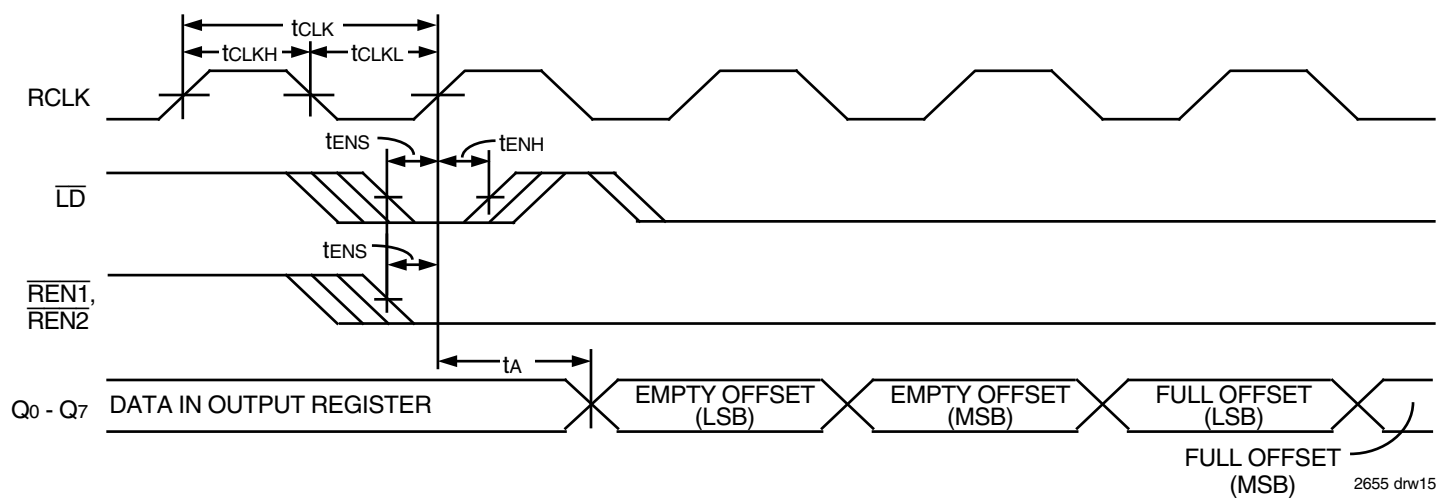 tCLK
tCLKH
tCLKL
RCLK
tENS
tENH
LD
tENS
REN1,
REN2
tA
Q0 - Q7
DATA IN OUTPUT REGISTER
EMPTY OFFSET
(LSB)
EMPTY OFFSET
(MSB)
FULL OFFSET
(LSB)
FULL OFFSET
(MSB)
2655 drw15